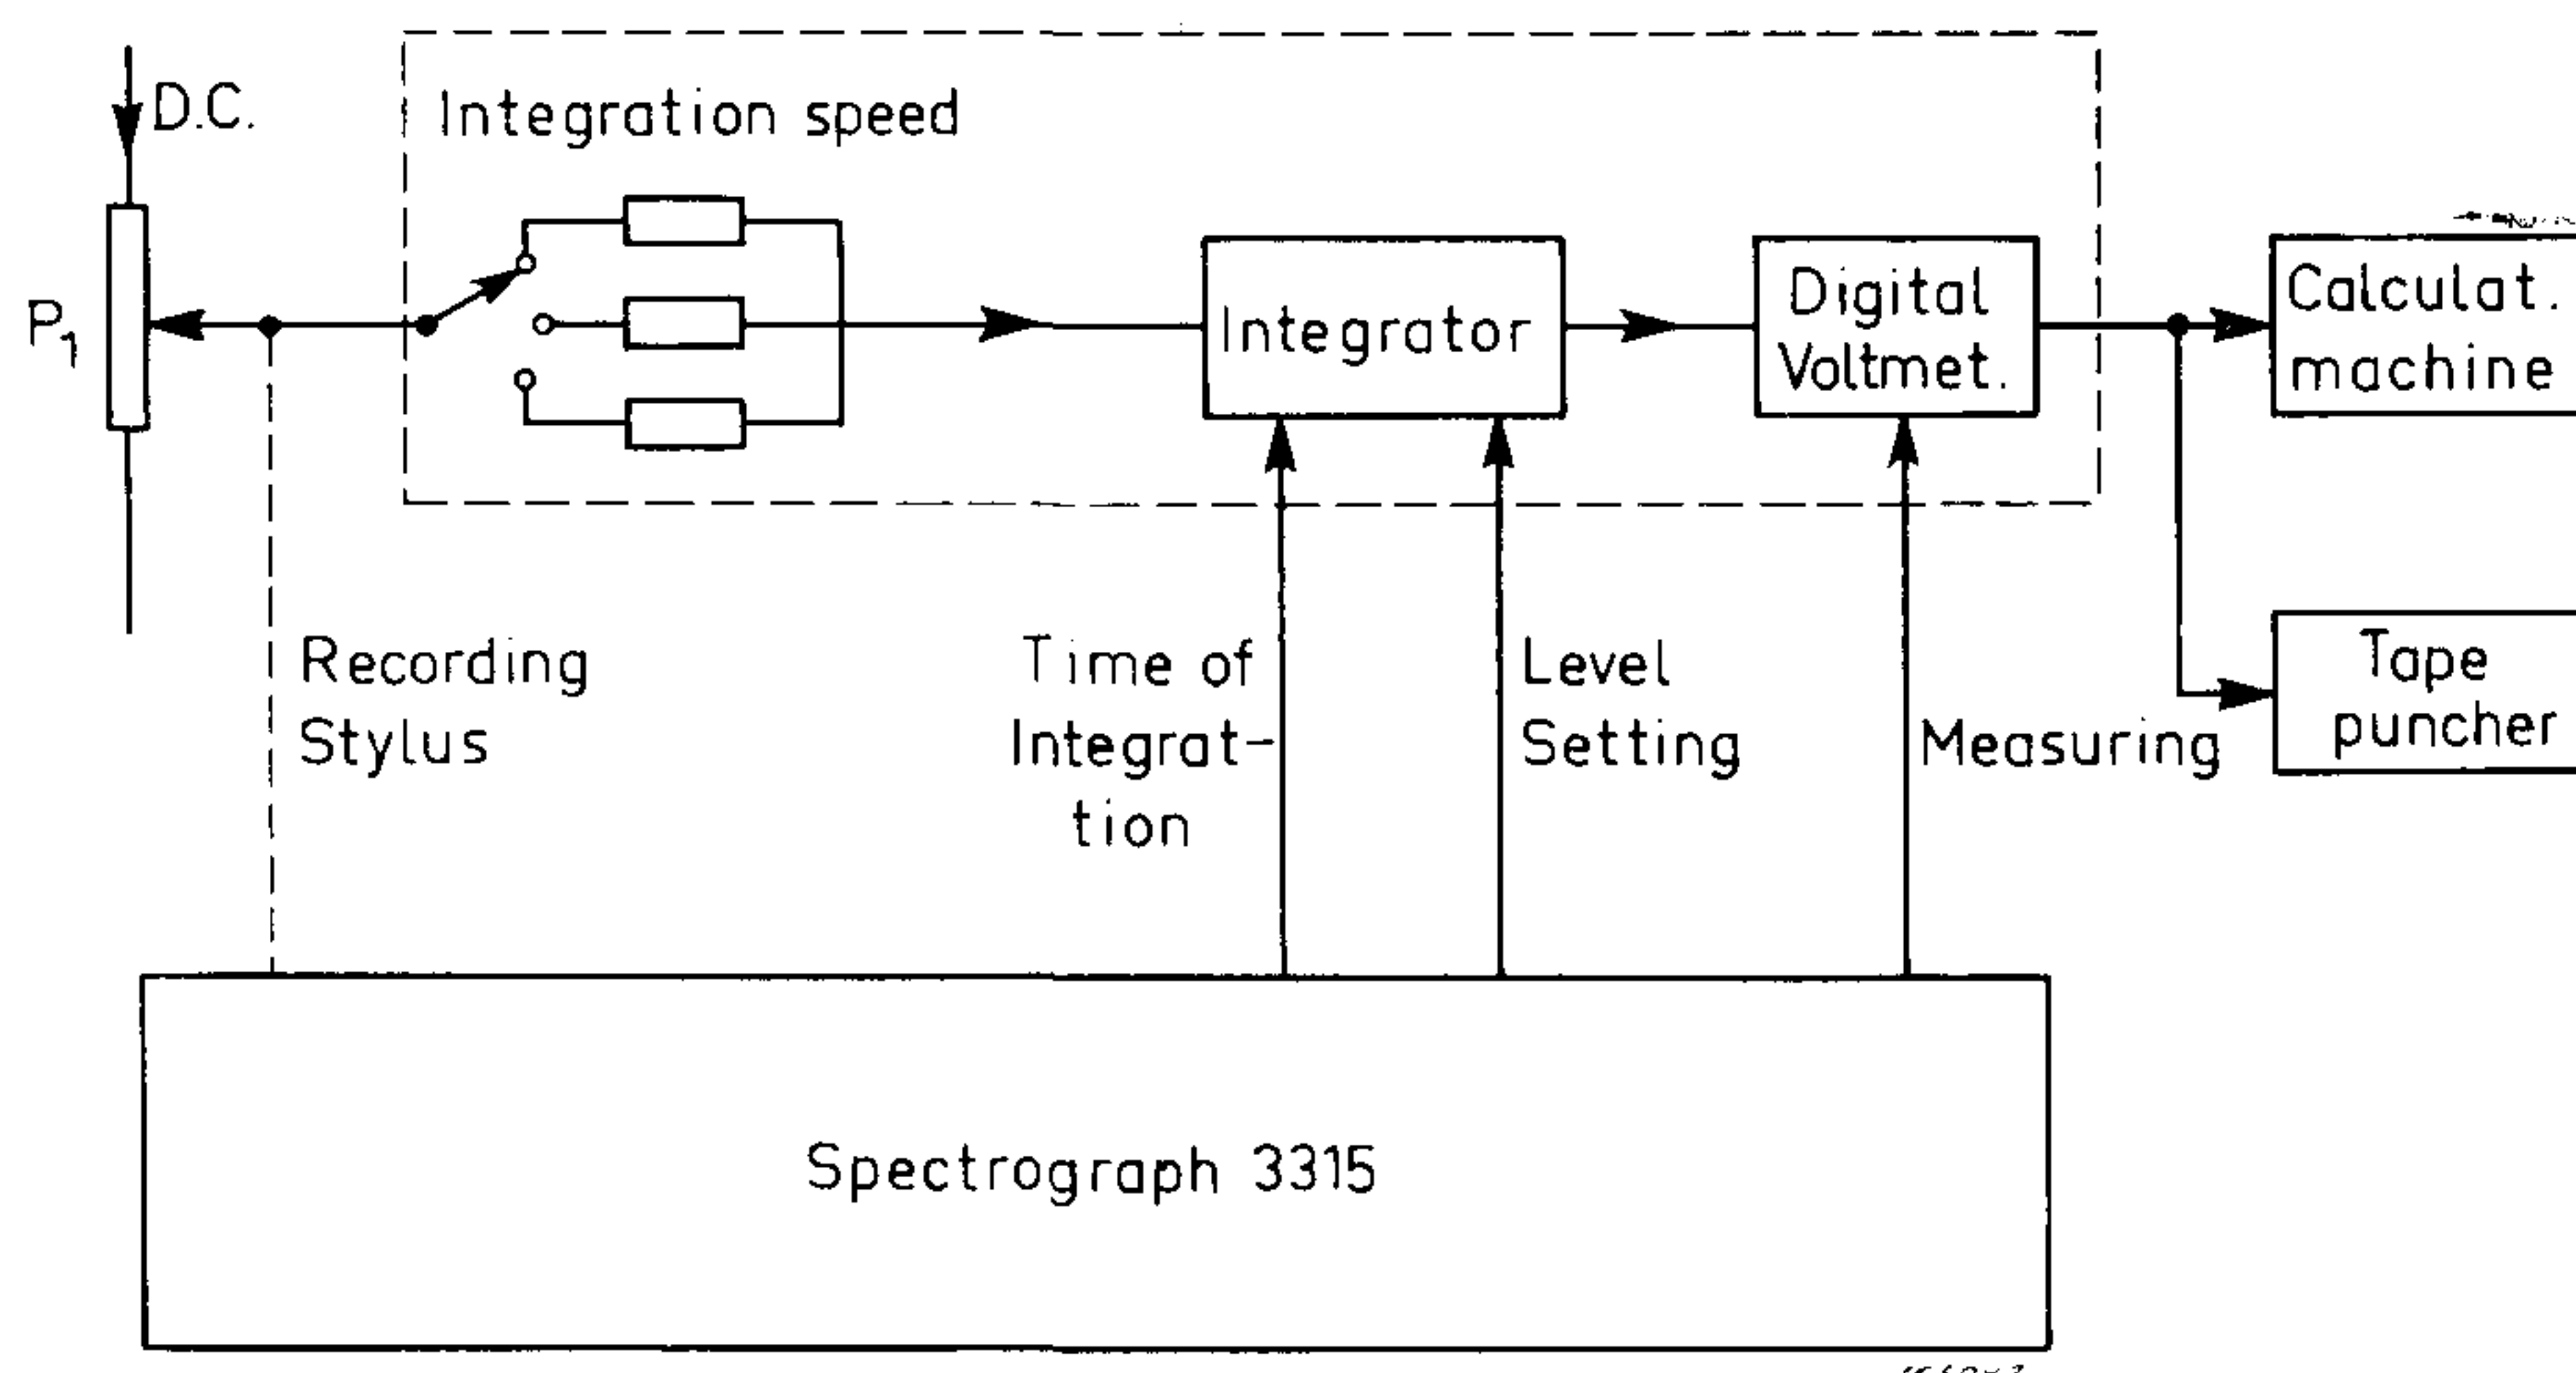 D.C.
Integration speed
P1
Integrator
Digital
Voltmet.
Calculat.
machine
Recording
Stylus
Time of
Integrat-
tion
Level
Setting
Measuring
Tape
puncher
Spectrograph 3315